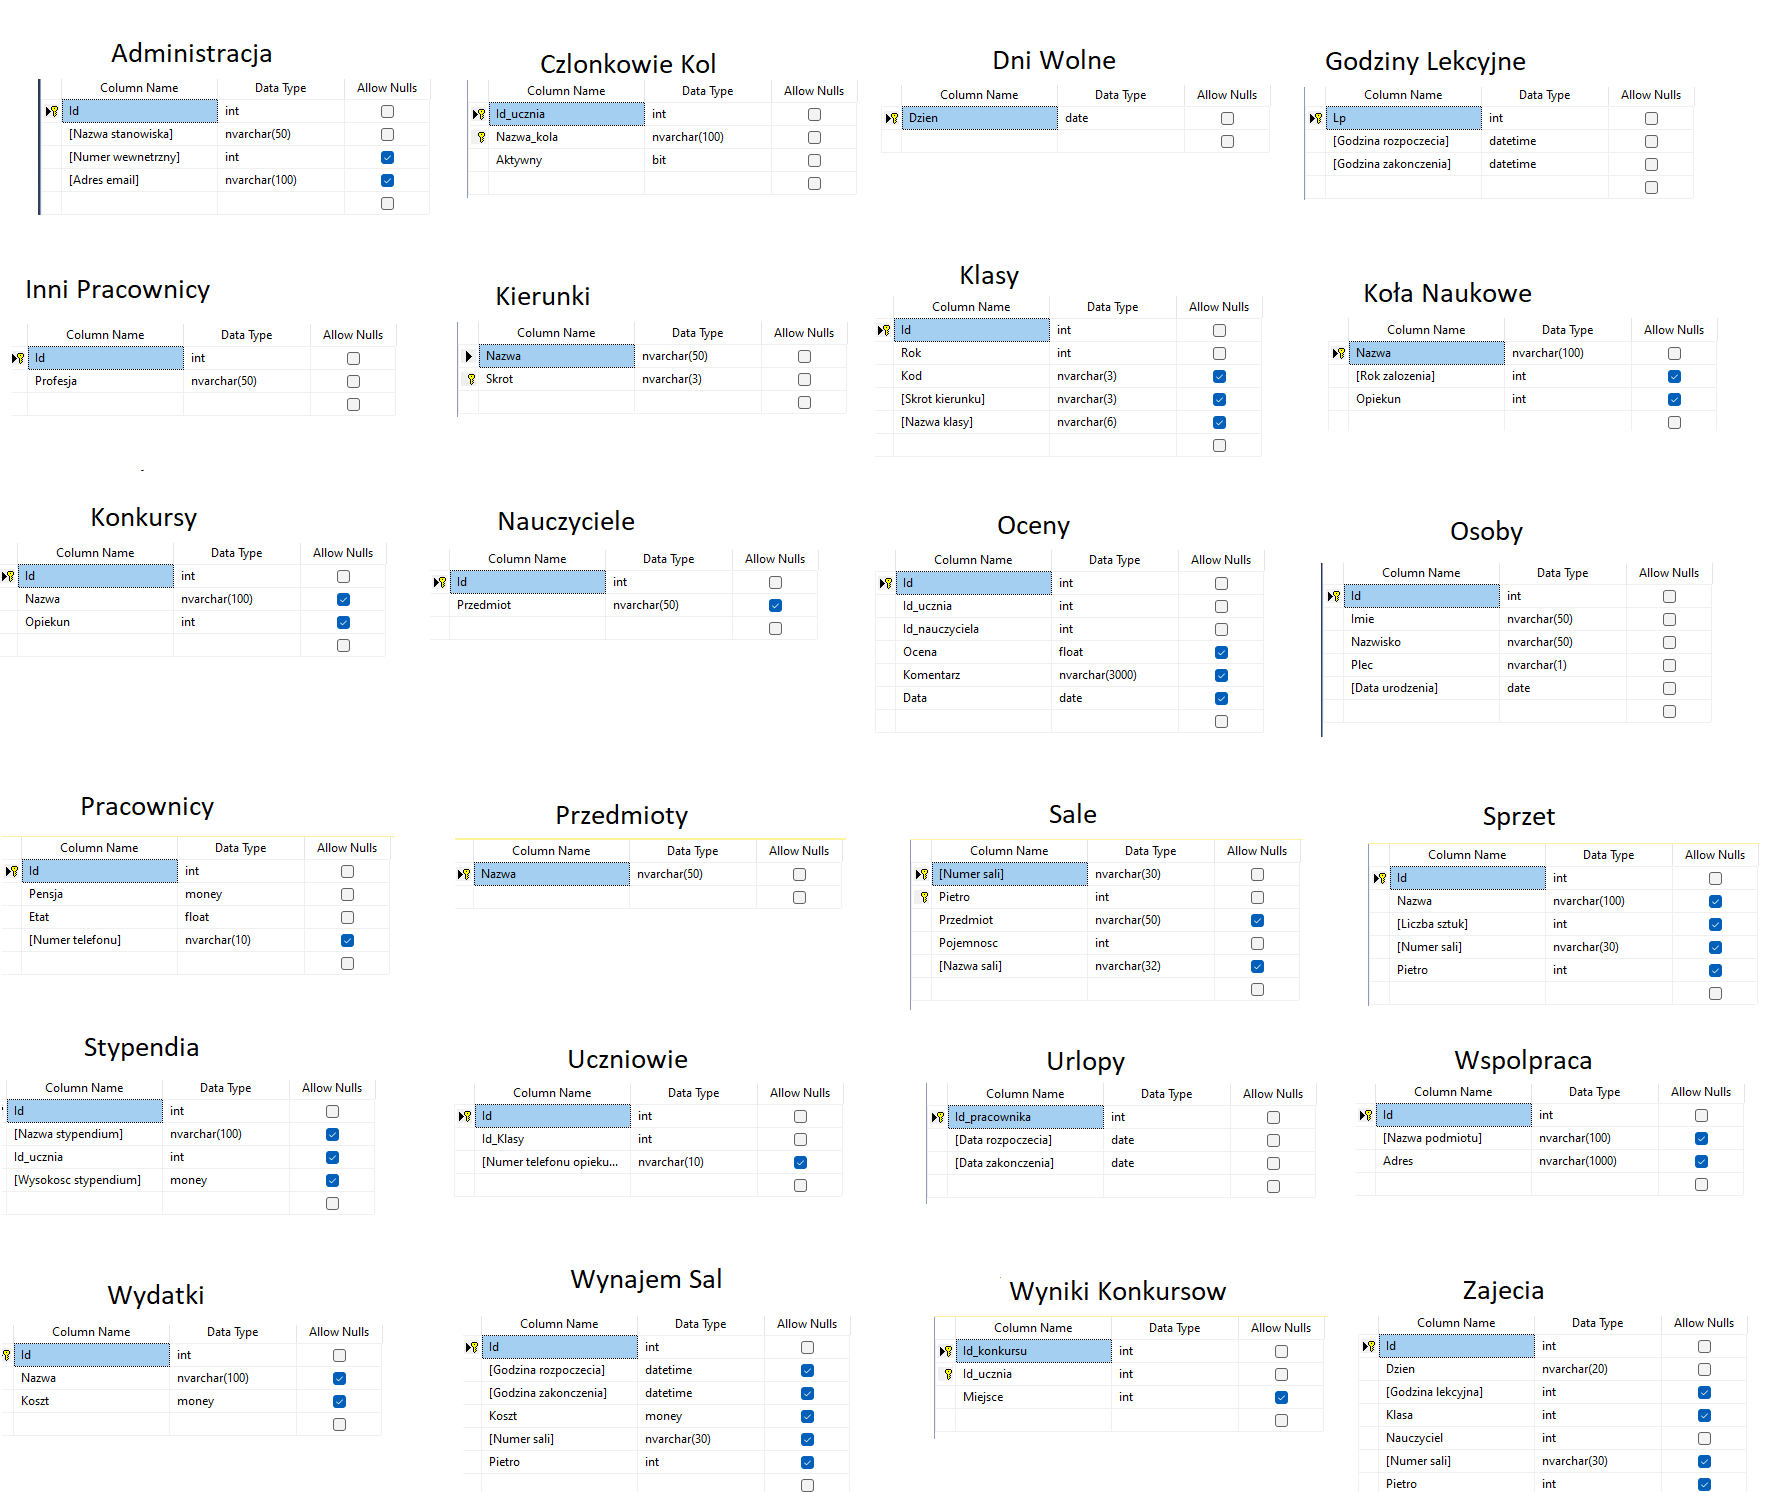 Administracja
Column Name Data Type Allow Nulls
Id int
[Nazwa stanowiska] nvarchar(50)
[Numer wewnetrzny] int
[Adres email] nvarchar(100)
Czlonkowie Kol
Column Name Data Type Allow Nulls
Id_ucznia int
Nazwa_kola nvarchar(100)
Aktywny bit
Dni Wolne
Column Name Data Type Allow Nulls
Dzien date
Godziny Lekcyjne
Column Name Data Type Allow Nulls
Lp int
[Godzina rozpoczecia] datetime
[Godzina zakonczenia] datetime
Inni Pracownicy
Column Name Data Type Allow Nulls
Id int
Profesja nvarchar(50)
Kierunki
Column Name Data Type Allow Nulls
Nazwa nvarchar(50)
Skrot nvarchar(3)
Klasy
Column Name Data Type Allow Nulls
Id int
Rok int
Kod nvarchar(3)
[Skrot kierunku] nvarchar(3)
[Nazwa klasy] nvarchar(6)
Koła Naukowe
Column Name Data Type Allow Nulls
Nazwa nvarchar(100)
[Rok zalozenia] int
Opiekun int
Konkursy
Column Name Data Type Allow Nulls
Id int
Nazwa nvarchar(100)
Opiekun int
Nauczyciele
Column Name Data Type Allow Nulls
Id int
Przedmiot nvarchar(50)
Oceny
Column Name Data Type Allow Nulls
Id int
Id_ucznia int
Id_nauczyciela int
Ocena float
Komentarz nvarchar(3000)
Data date
Osoby
Column Name Data Type Allow Nulls
Id int
Imie nvarchar(50)
Nazwisko nvarchar(50)
Plec nvarchar(1)
[Data urodzenia] date
Pracownicy
Column Name Data Type Allow Nulls
Id int
Pensja money
Etat float
[Numer telefonu] nvarchar(10)
Przedmioty
Column Name Data Type Allow Nulls
Nazwa nvarchar(50)
Sale
Column Name Data Type Allow Nulls
[Numer sali] nvarchar(30)
Pietro int
Przedmiot nvarchar(50)
Pojemnosc int
[Nazwa sali] nvarchar(32)
Sprzet
Column Name Data Type Allow Nulls
Id int
Nazwa nvarchar(100)
[Liczba sztuk] int
[Numer sali] nvarchar(30)
Pietro int
Stypendia
Column Name Data Type Allow Nulls
Id int
[Nazwa stypendium] nvarchar(100)
Id_ucznia int
[Wysokosc stypendium] money
Uczniowie
Column Name Data Type Allow Nulls
Id int
Id_Klasy int
[Numer telefonu opieku... nvarchar(10)
Urlopy
Column Name Data Type Allow Nulls
Id_pracownika int
[Data rozpoczecia] date
[Data zakonczenia] date
Wspolpraca
Column Name Data Type Allow Nulls
Id int
[Nazwa podmiotu] nvarchar(100)
Adres nvarchar(1000)
Wydatki
Column Name Data Type Allow Nulls
Id int
Nazwa nvarchar(100)
Koszt money
Wynajem Sal
Column Name Data Type Allow Nulls
Id int
[Godzina rozpoczecia] datetime
[Godzina zakonczenia] datetime
Koszt money
[Numer sali] nvarchar(30)
Pietro int
Wyniki Konkursow
Column Name Data Type Allow Nulls
Id_konkursu int
Id_ucznia int
Miejsce int
Zajecia
Column Name Data Type Allow Nulls
Id int
Dzien nvarchar(20)
[Godzina lekcyjna] int
Klasa int
Nauczyciel int
[Numer sali] nvarchar(30)
Pietro int